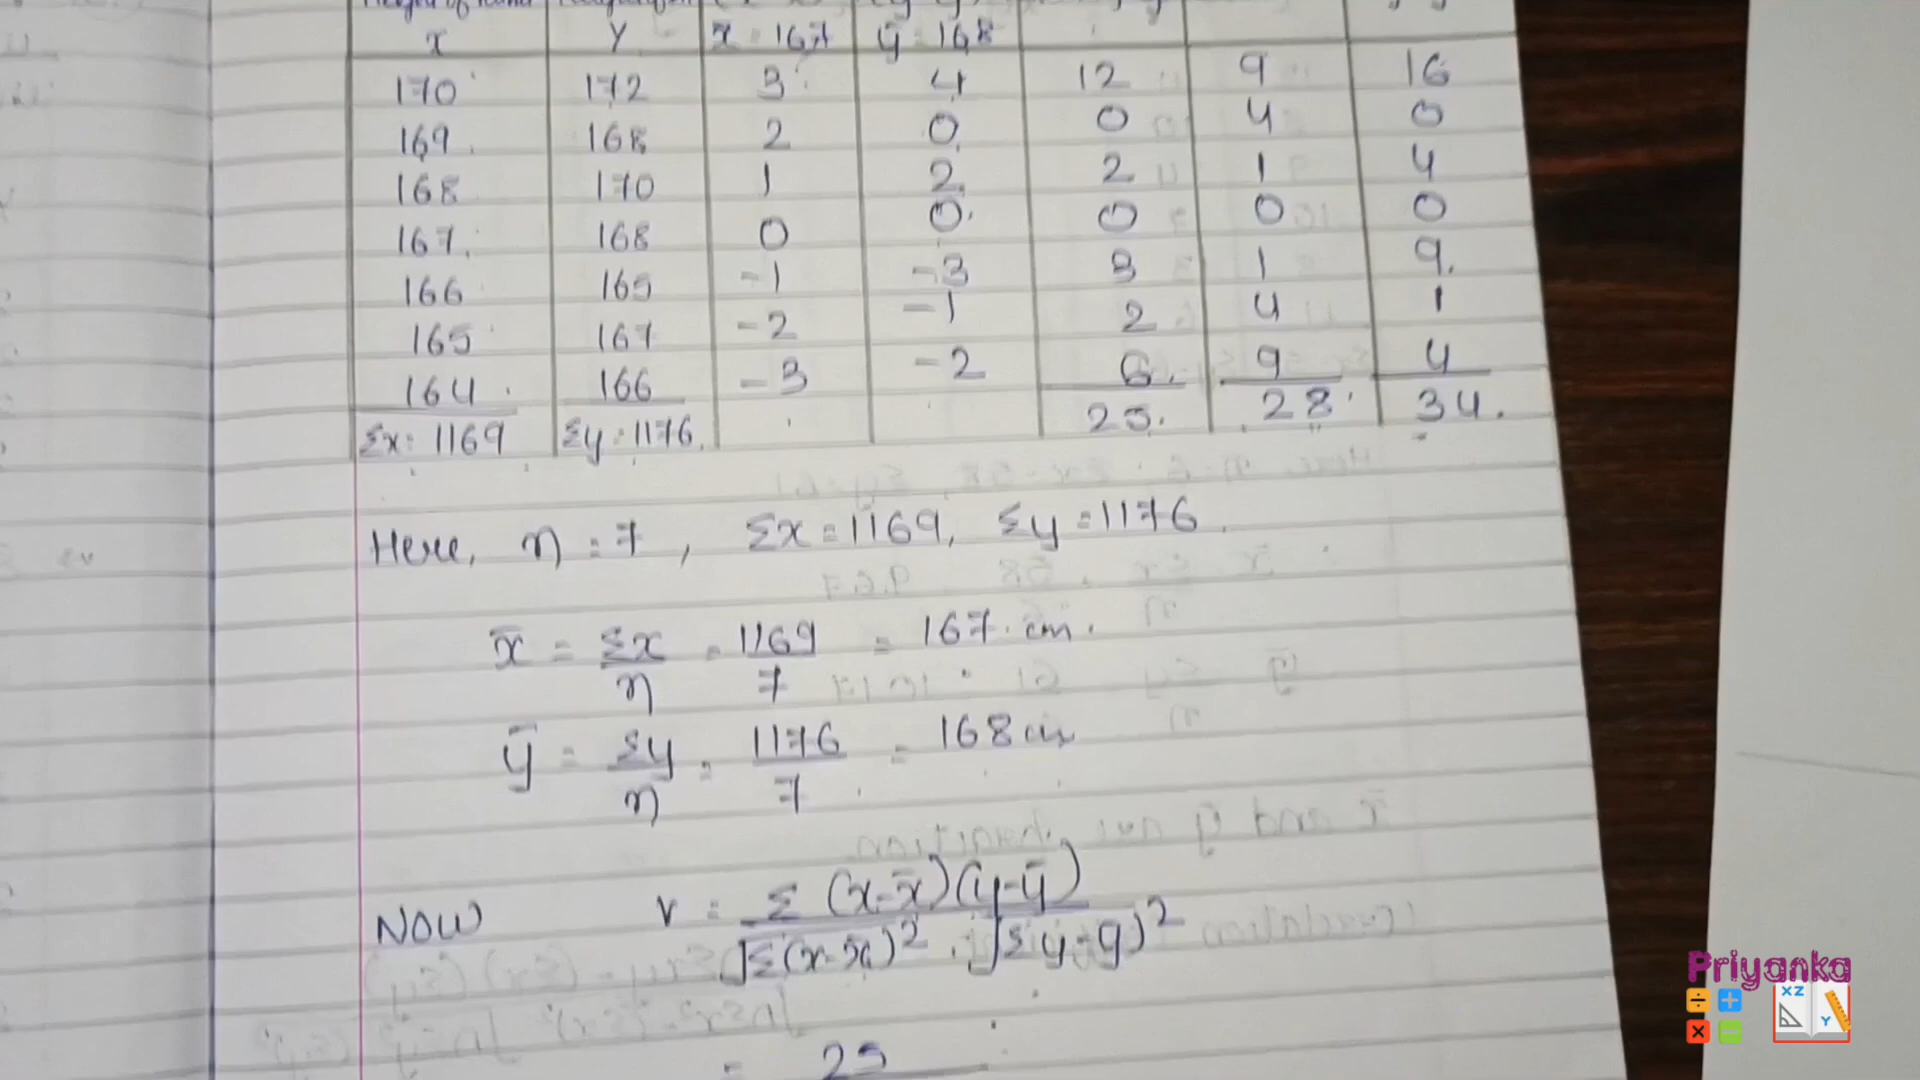 X Y x̄ = 167 ȳ = 168
170 172 3 4 12 9 16
169 168 2 0 0 4 0
168 170 1 2 2 1 4
167 168 0 0 0 0 0
166 165 -1 -3 3 1 9
165 167 -2 -1 2 4 1
164 166 -3 -2 6 9 4
Σx = 1169 Σy = 1176 25 28 34
Here, n = 7, Σx = 1169, Σy = 1176
x̄ = Σx/n = 1169/7 = 167 cm.
ȳ = Σy/n = 1176/7 = 168 cm
Now r = Σ(x-x̄)(y-ȳ) / √Σ(x-x̄)² . √Σ(y-ȳ)²
= 25
Priyanka
XZ
Y